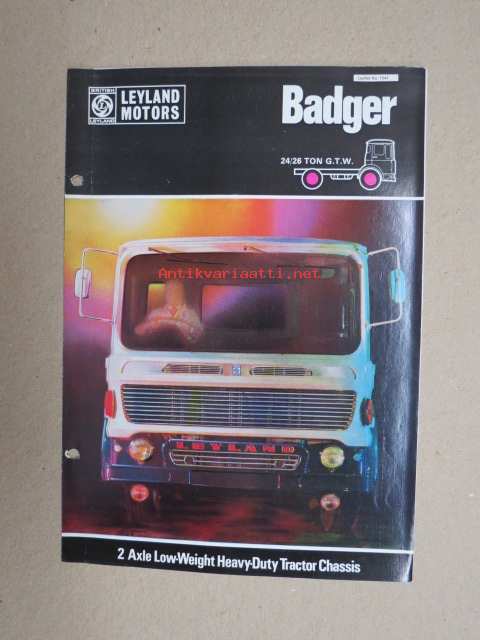 BRITISH
LEYLAND
LEYLAND
MOTORS
Badger
24/26 TON G.T.W.
Antikvariaatti.net
LEYLAND
2 Axle Low-Weight Heavy-Duty Tractor Chassis